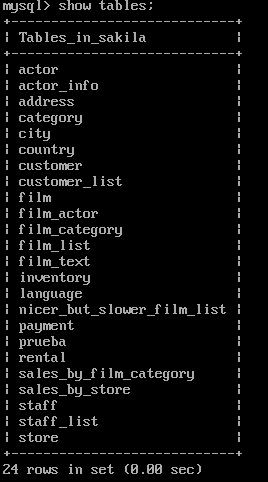 mysql> show tables;
+----------------------------+
| Tables_in_sakila           |
+----------------------------+
| actor                      |
| actor_info                 |
| address                    |
| category                   |
| city                       |
| country                    |
| customer                   |
| customer_list              |
| film                       |
| film_actor                 |
| film_category              |
| film_list                  |
| film_text                  |
| inventory                  |
| language                   |
| nicer_but_slower_film_list |
| payment                    |
| prueba                     |
| rental                     |
| sales_by_film_category     |
| sales_by_store             |
| staff                      |
| staff_list                 |
| store                      |
+----------------------------+
24 rows in set (0.00 sec)